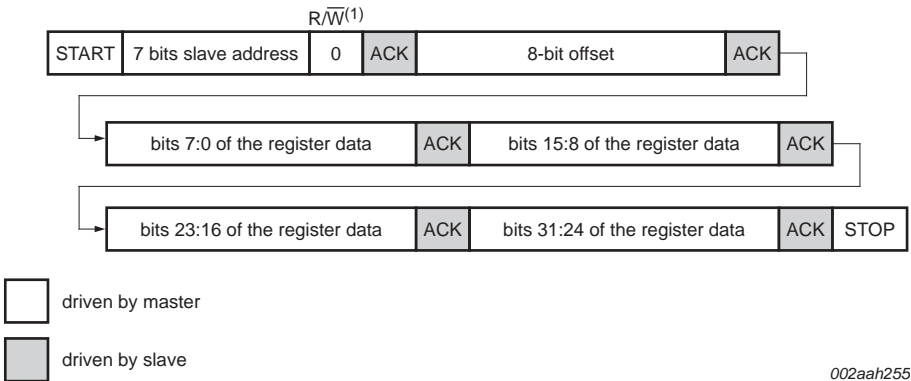 R/W(1)
START 7 bits slave address 0 ACK 8-bit offset ACK
bits 7:0 of the register data ACK bits 15:8 of the register data ACK
bits 23:16 of the register data ACK bits 31:24 of the register data ACK STOP
driven by master
driven by slave
002aah255